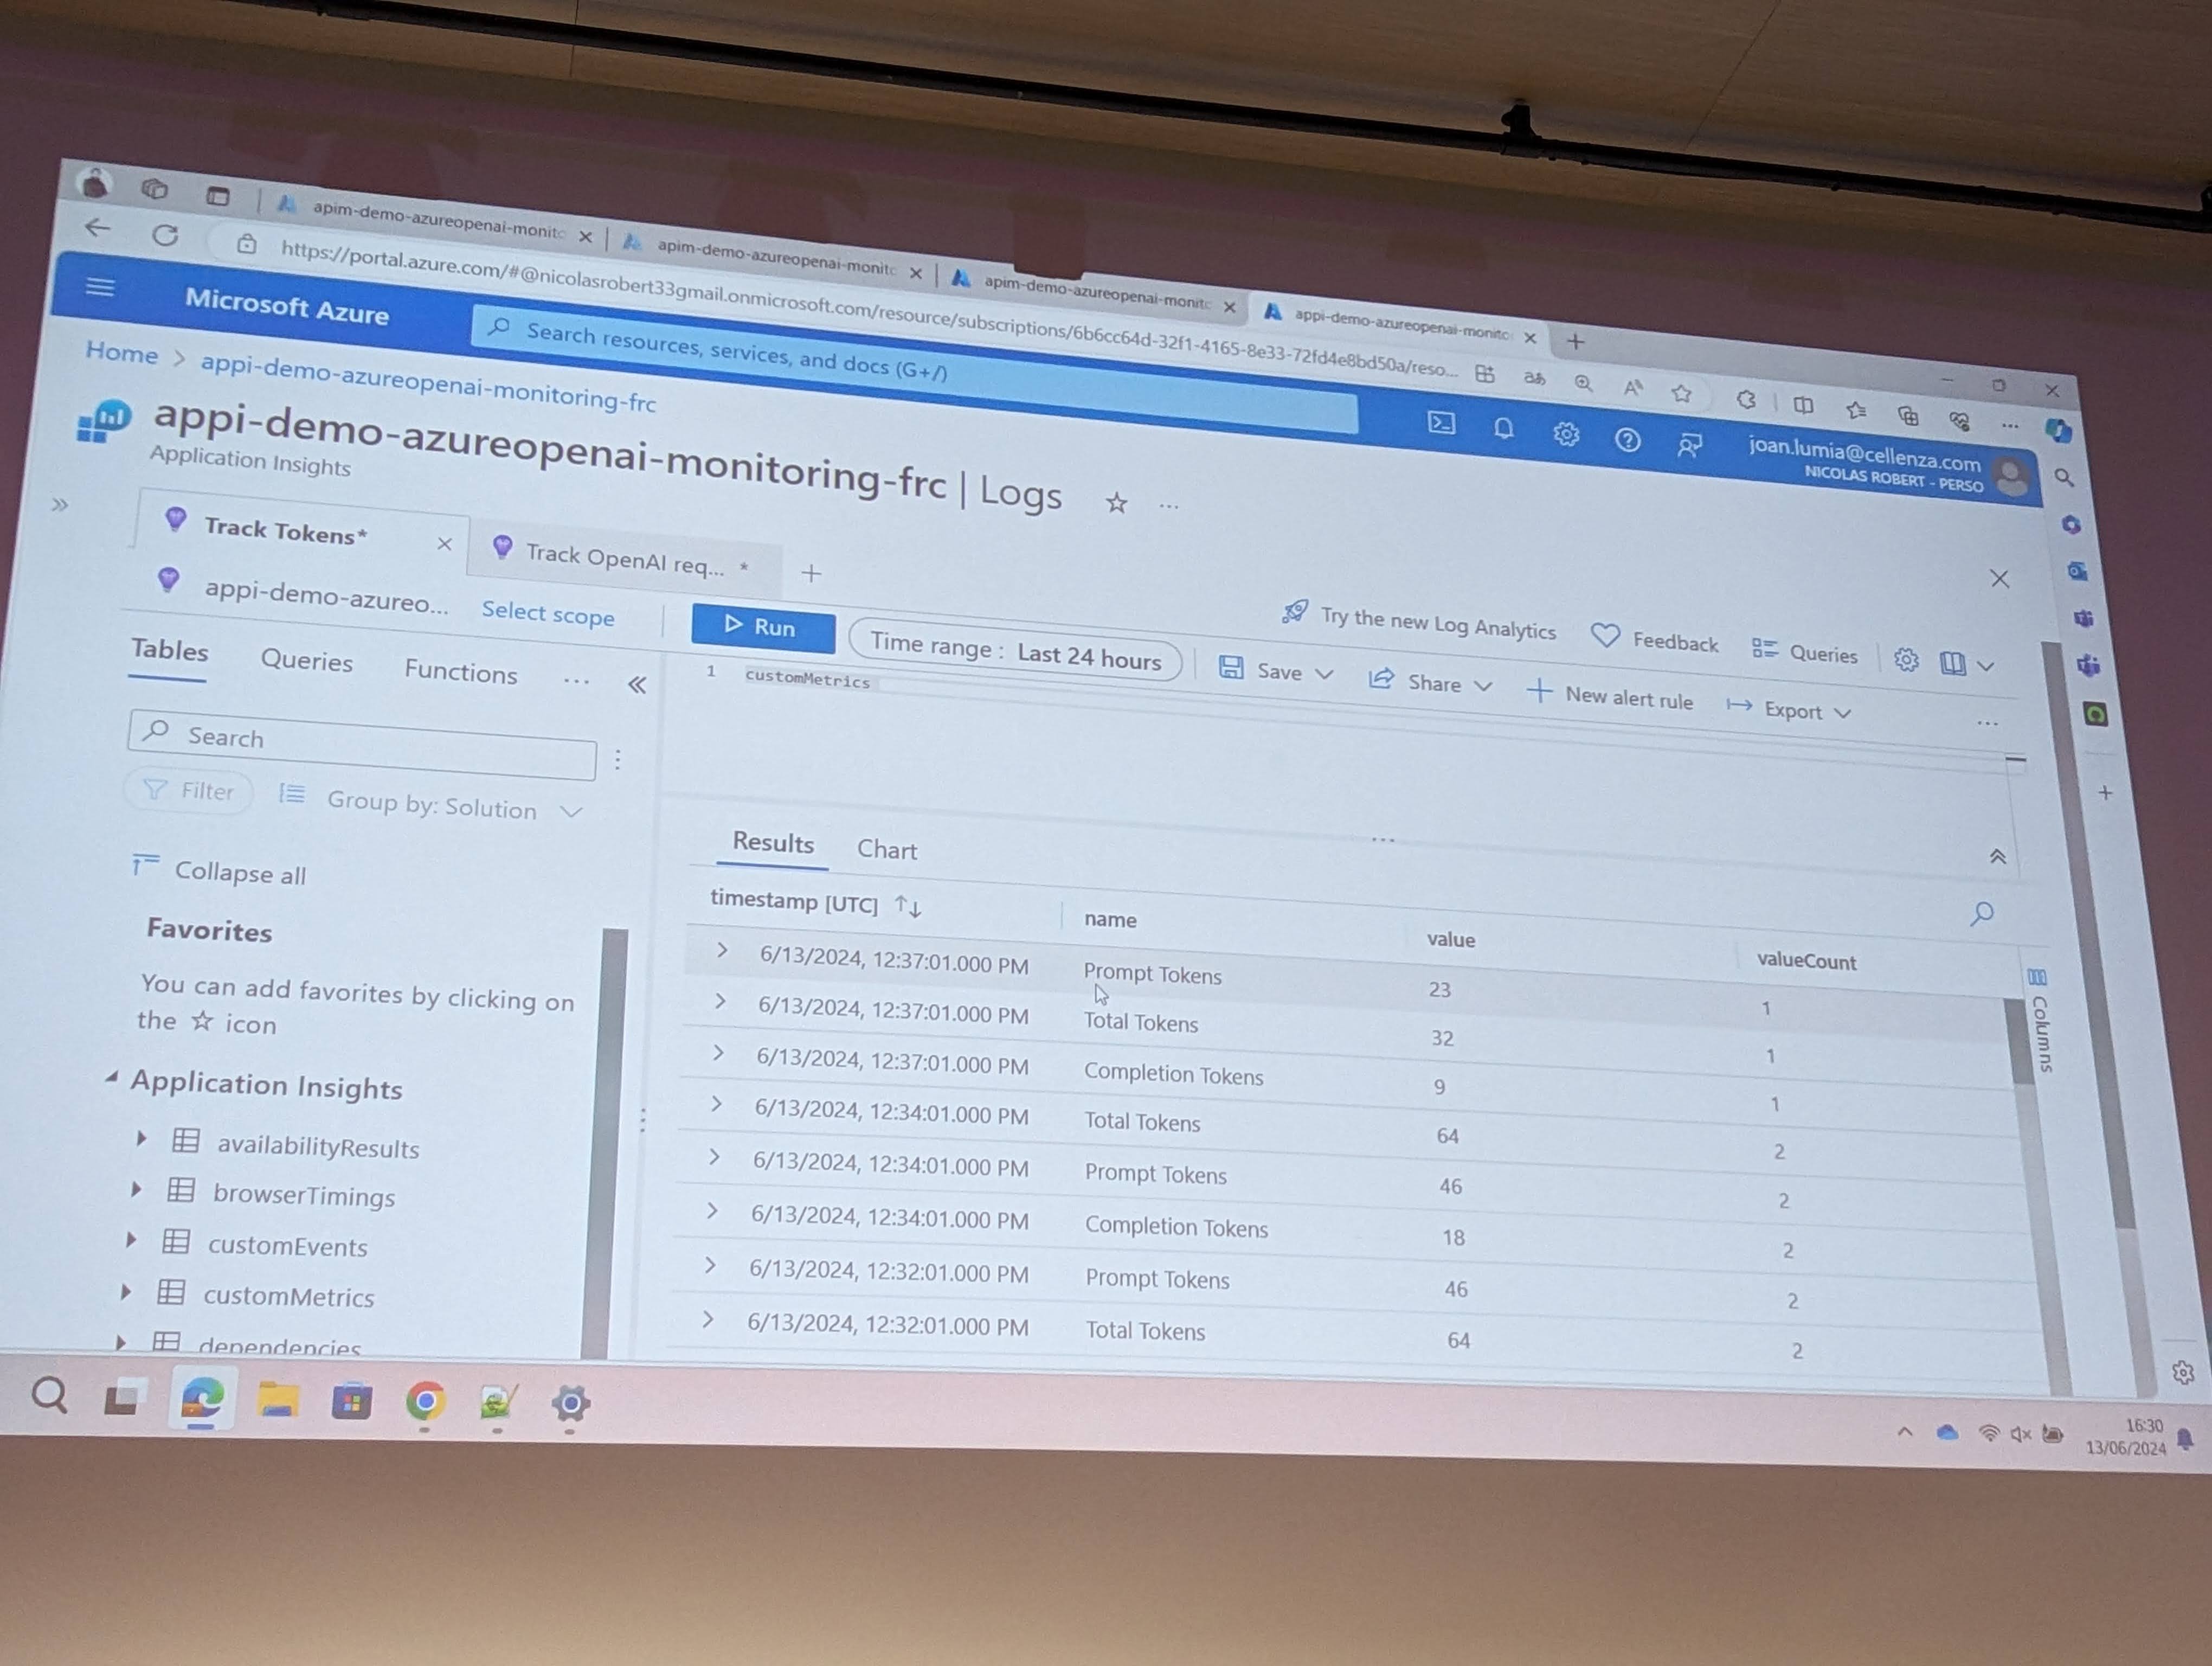 apim-demo-azureopenai-monito
apim-demo-azureopenai-monito
apim-demo-azureopenai-monito
appi-demo-azureopenai-monito
https://portal.azure.com/#@nicolasrobert33gmail.onmicrosoft.com/resource/subscriptions/6b6cc64d-32f1-4165-8e33-72fd4e8bd50a/reso...
Microsoft Azure
Search resources, services, and docs (G+/)
joan.lumia@cellenza.com
NICOLAS ROBERT - PERSO
Home > appi-demo-azureopenai-monitoring-frc
appi-demo-azureopenai-monitoring-frc | Logs
Application Insights
Track Tokens*
Track OpenAI req... *
appi-demo-azureo...
Select scope
Run
Time range : Last 24 hours
Save
Share
New alert rule
Export
Try the new Log Analytics
Feedback
Queries
Tables
Queries
Functions
1 customMetrics
Search
Filter
Group by: Solution
Collapse all
Favorites
You can add favorites by clicking on
the ☆ icon
Application Insights
availabilityResults
browserTimings
customEvents
customMetrics
dependencies
Results
Chart
timestamp [UTC] name value valueCount
6/13/2024, 12:37:01.000 PM Prompt Tokens 23 1
6/13/2024, 12:37:01.000 PM Total Tokens 32 1
6/13/2024, 12:37:01.000 PM Completion Tokens 9 1
6/13/2024, 12:34:01.000 PM Total Tokens 64 2
6/13/2024, 12:34:01.000 PM Prompt Tokens 46 2
6/13/2024, 12:34:01.000 PM Completion Tokens 18 2
6/13/2024, 12:32:01.000 PM Prompt Tokens 46 2
6/13/2024, 12:32:01.000 PM Total Tokens 64 2
Columns
16:30
13/06/2024